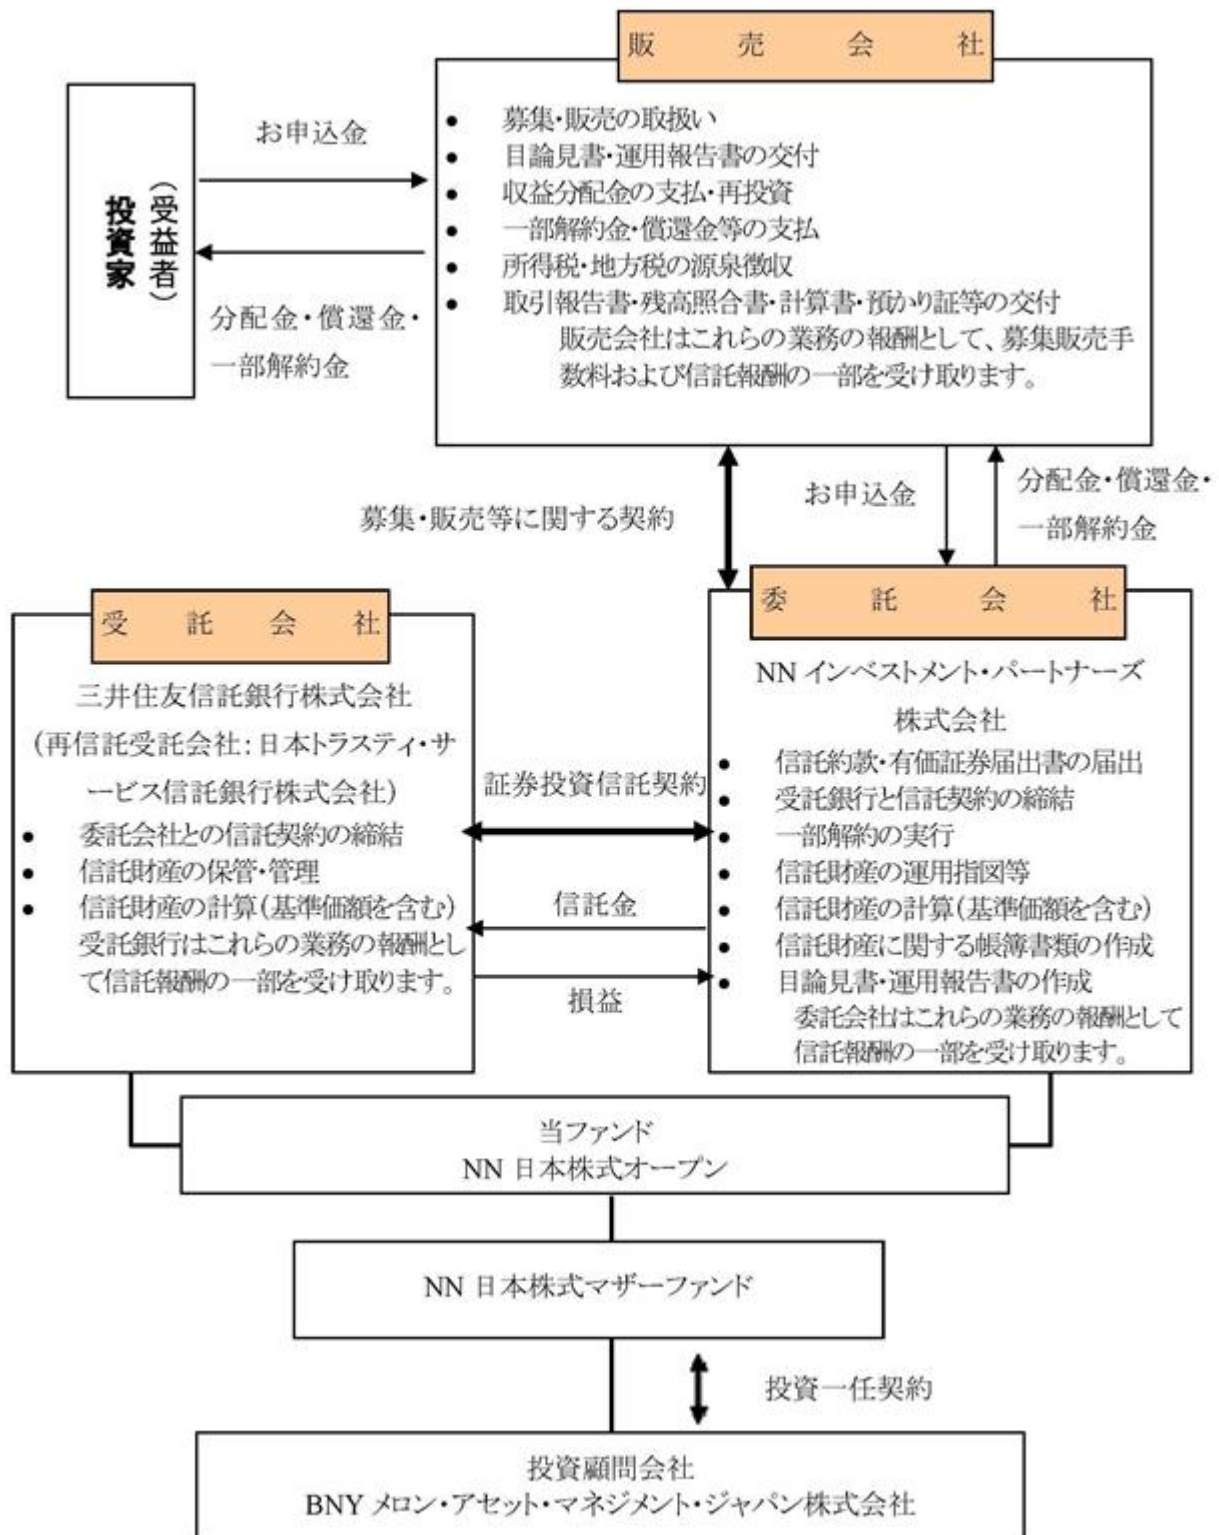 販売会社
投資家
（受益者）
お申込金
分配金・償還金・
一部解約金
● 募集・販売の取扱い
● 目論見書・運用報告書の交付
● 収益分配金の支払・再投資
● 一部解約金・償還金等の支払
● 所得税・地方税の源泉徴収
● 取引報告書・残高照合書・計算書・預かり証等の交付
販売会社はこれらの業務の報酬として、募集販売手
数料および信託報酬の一部を受け取ります。
募集・販売等に関する契約
お申込金
分配金・償還金・
一部解約金
受託会社
三井住友信託銀行株式会社
（再信託受託会社：日本トラスティ・サ
ービス信託銀行株式会社）
● 委託会社との信託契約の締結
● 信託財産の保管・管理
● 信託財産の計算（基準価額を含む）
受託銀行はこれらの業務の報酬とし
て信託報酬の一部を受け取ります。
証券投資信託契約
信託金
損益
委託会社
NN インベストメント・パートナーズ
株式会社
● 信託約款・有価証券届出書の届出
● 受託銀行と信託契約の締結
● 一部解約の実行
● 信託財産の運用指図等
● 信託財産の計算（基準価額を含む）
● 信託財産に関する帳簿書類の作成
● 目論見書・運用報告書の作成
委託会社はこれらの業務の報酬として
信託報酬の一部を受け取ります。
当ファンド
NN 日本株式オープン
NN 日本株式マザーファンド
投資一任契約
投資顧問会社
BNY メロン・アセット・マネジメント・ジャパン株式会社